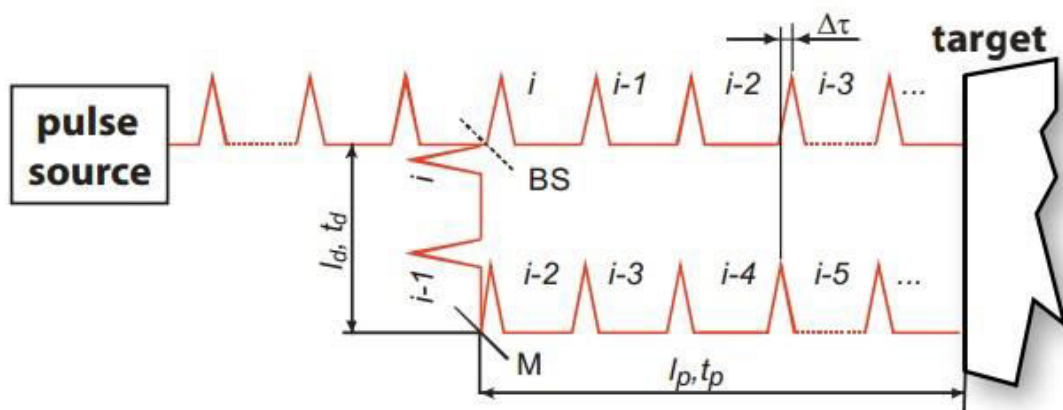 Δτ
target
pulse source
i
i-1
i-2
i-3
...
BS
i
l_d, t_d
i-1
i-2
i-3
i-4
i-5
...
M
l_p, t_p